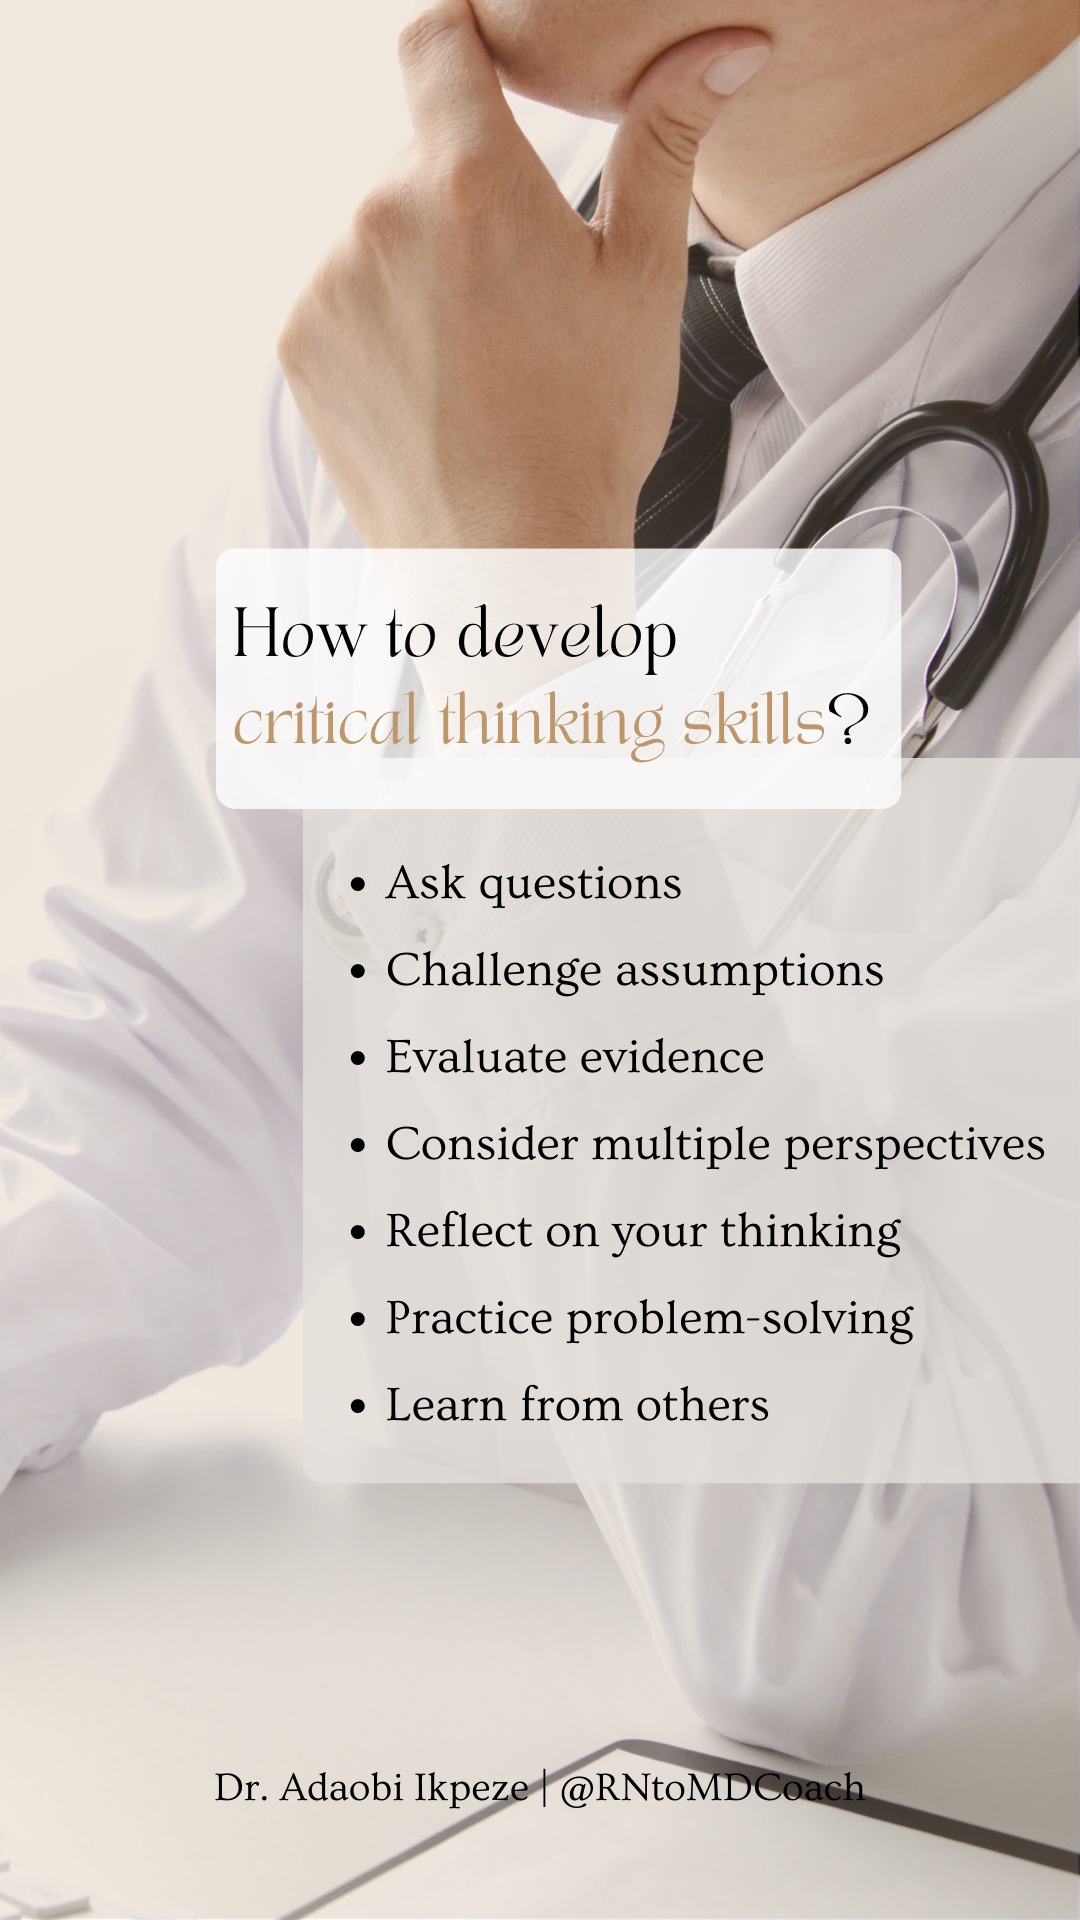 How to develop
critical thinking skills?
• Ask questions
• Challenge assumptions
• Evaluate evidence
• Consider multiple perspectives
• Reflect on your thinking
• Practice problem-solving
• Learn from others
Dr. Adaobi Ikpeze | @RNtoMDCoach